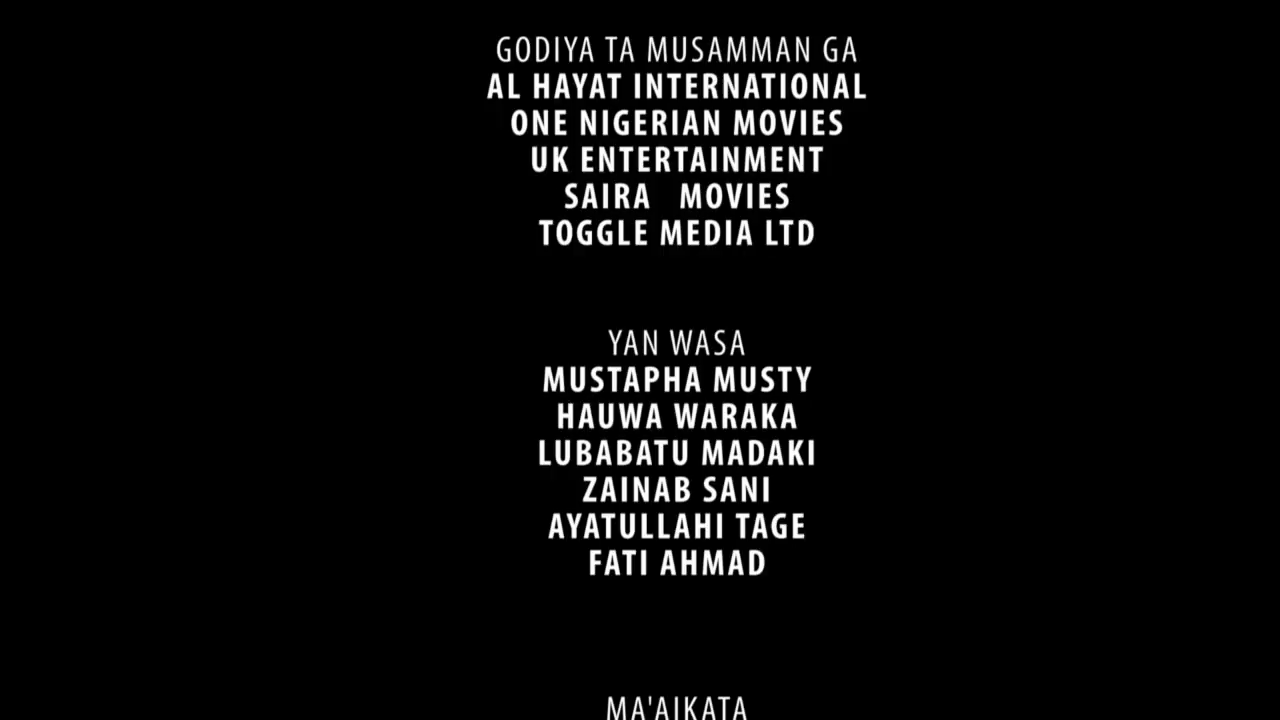 GODIYA TA MUSAMMAN GA
AL HAYAT INTERNATIONAL
ONE NIGERIAN MOVIES
UK ENTERTAINMENT
SAIRA MOVIES
TOGGLE MEDIA LTD
YAN WASA
MUSTAPHA MUSTY
HAUWA WARAKA
LUBABATU MADAKI
ZAINAB SANI
AYATULLAHI TAGE
FATI AHMAD
MA'AIKATA